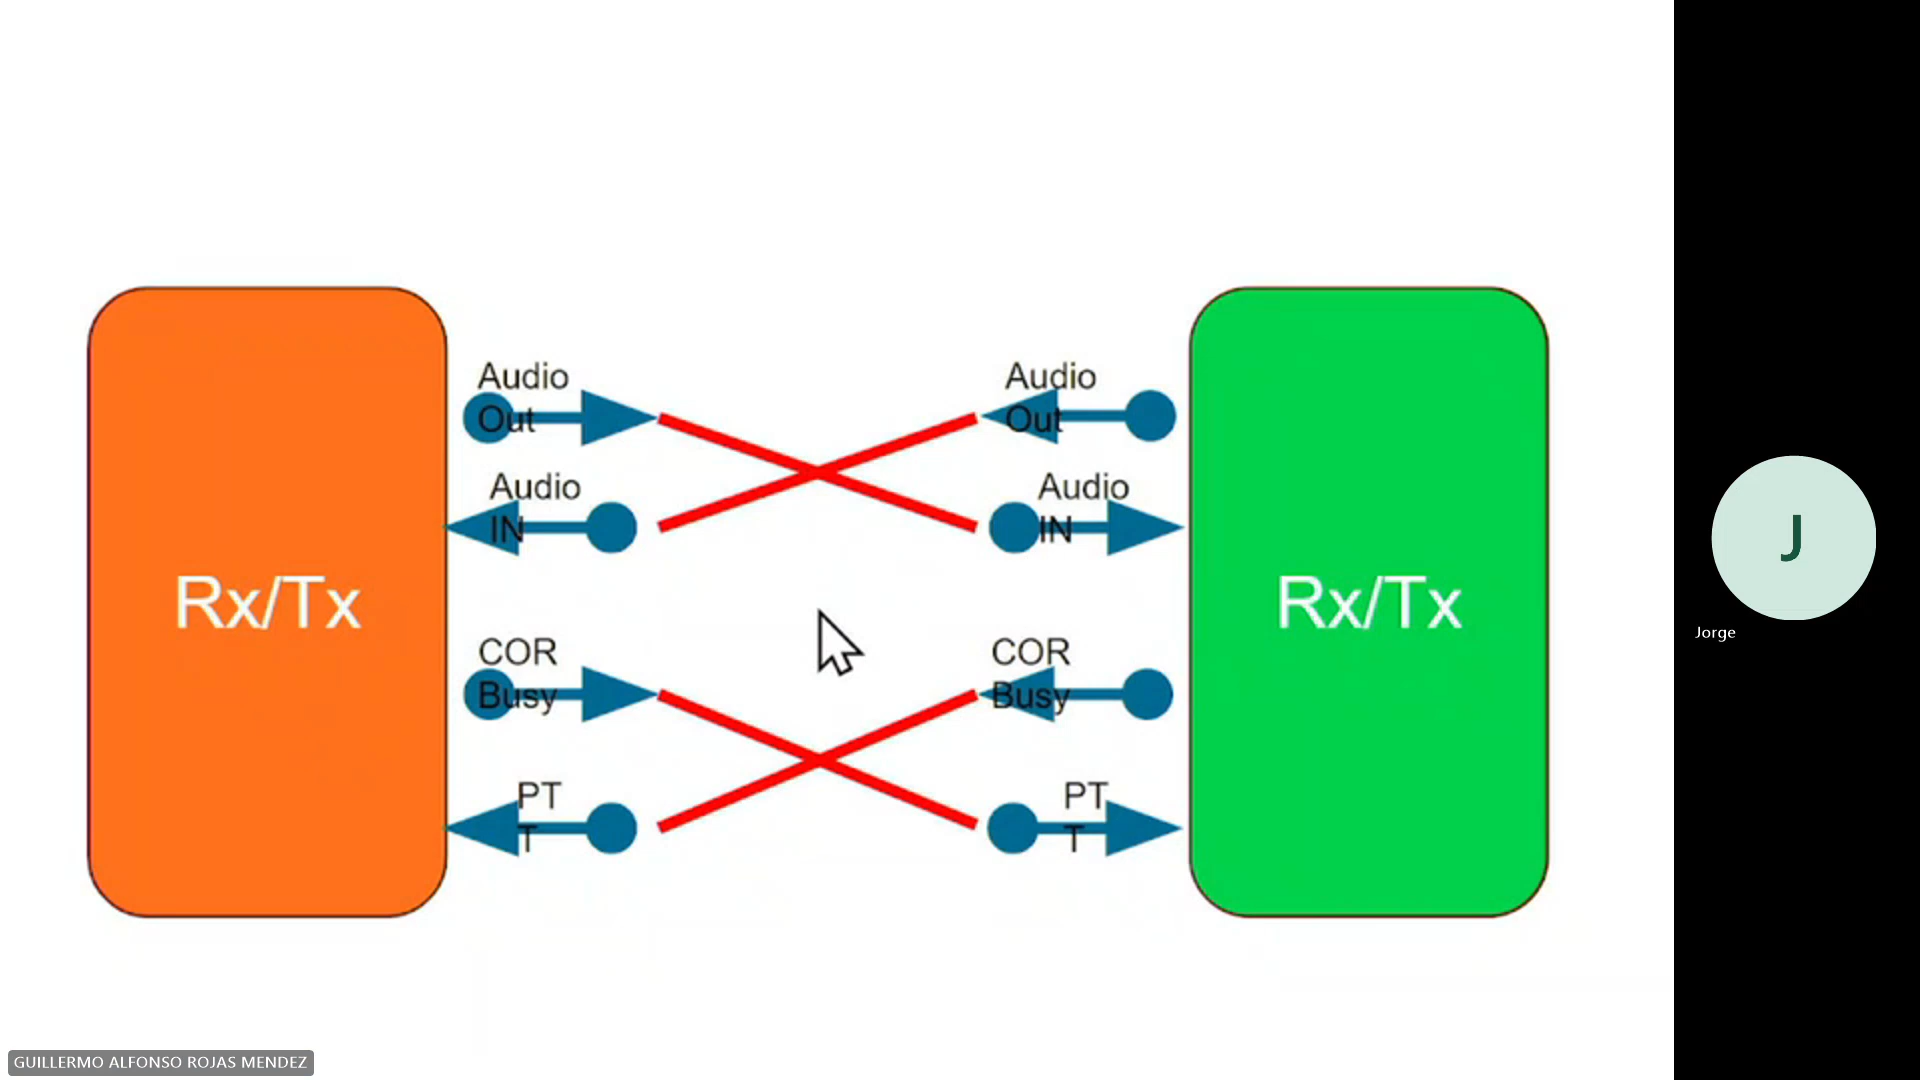 Audio
Out
Audio
IN
Rx/Tx
COR
Busy
PT
T
Audio
Out
Audio
IN
COR
Busy
PT
T
Rx/Tx
J
Jorge
GUILLERMO ALFONSO ROJAS MENDEZ